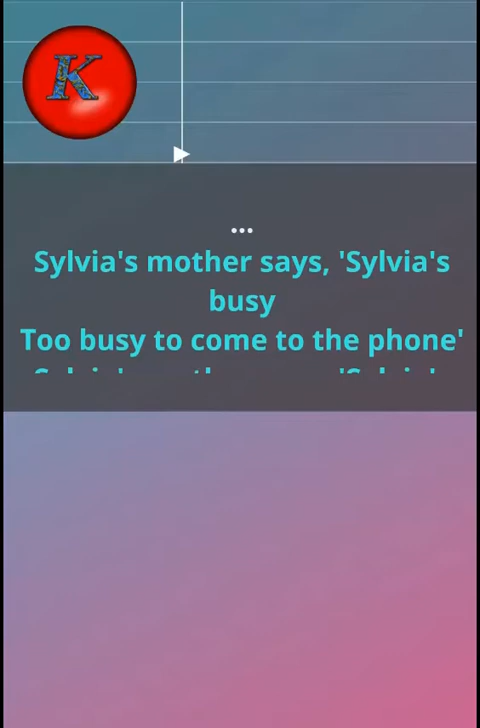 K
...
Sylvia's mother says, 'Sylvia's
busy
Too busy to come to the phone'